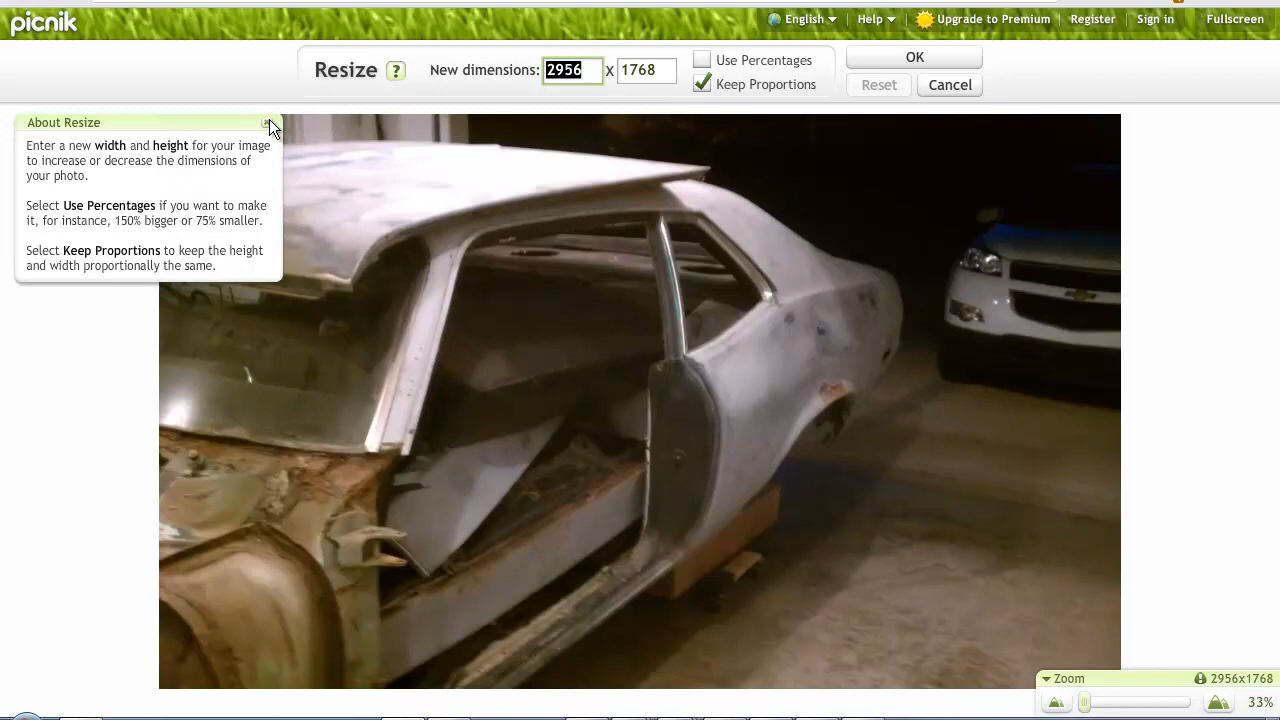 picnik
English
Help
Upgrade to Premium
Register
Sign in
Fullscreen
Resize ?
New dimensions: 2956 x 1768
Use Percentages
Keep Proportions
OK
Reset
Cancel
About Resize
Enter a new width and height for your image
to increase or decrease the dimensions of
your photo.
Select Use Percentages if you want to make
it, for instance, 150% bigger or 75% smaller.
Select Keep Proportions to keep the height
and width proportionally the same.
Zoom
2956x1768
33%